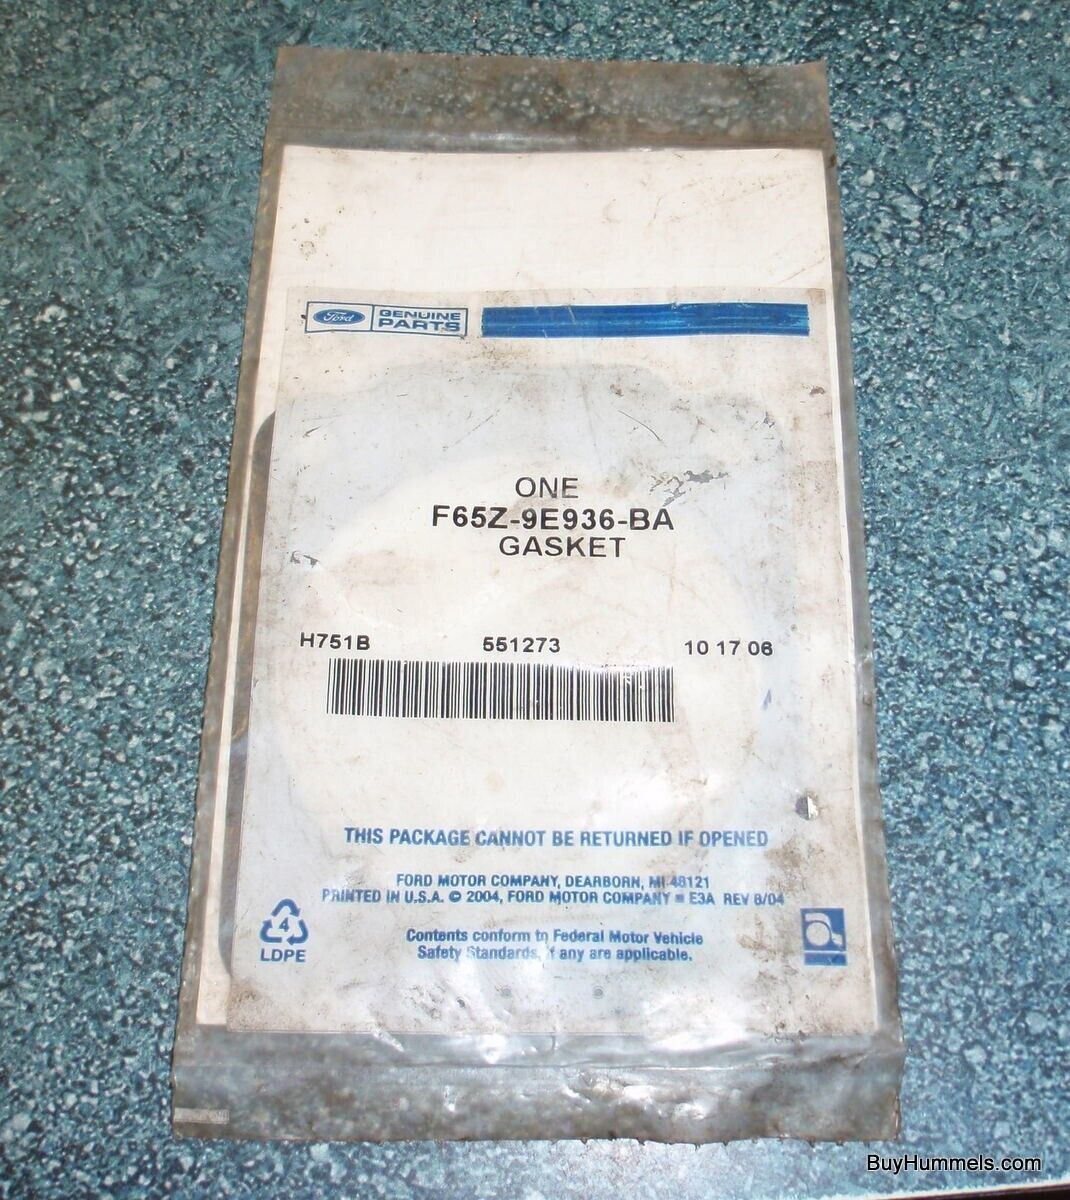 Ford GENUINE PARTS
ONE
F65Z-9E936-BA
GASKET
H751B 551273 10 17 06
THIS PACKAGE CANNOT BE RETURNED IF OPENED
FORD MOTOR COMPANY, DEARBORN, MI 48121
PRINTED IN U.S.A. © 2004, FORD MOTOR COMPANY ■ E3A REV 8/04
4
LDPE
Contents conform to Federal Motor Vehicle
Safety Standards, if any are applicable.
BuyHummels.com